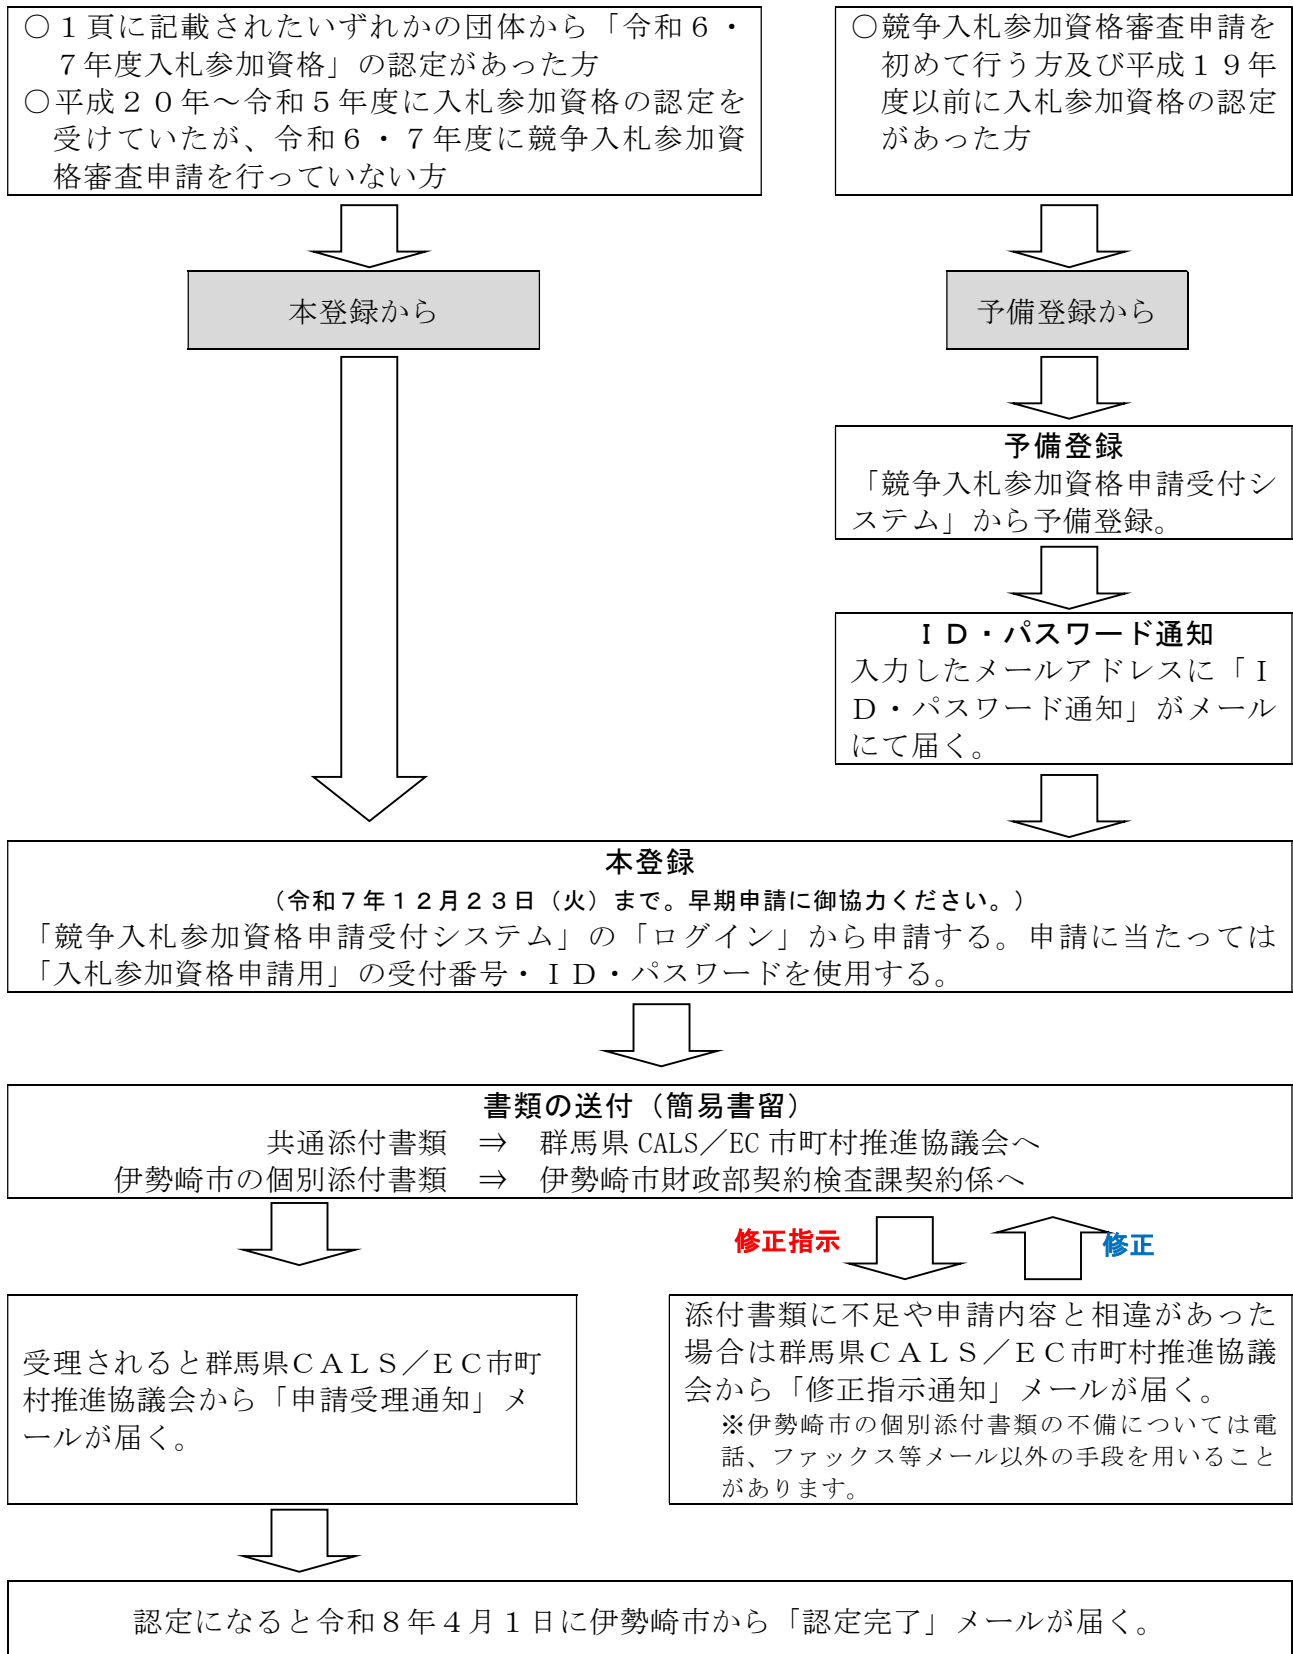 ○１頁に記載されたいずれかの団体から「令和６・
７年度入札参加資格」の認定があった方
○平成２０年～令和５年度に入札参加資格の認定を
受けていたが、令和６・７年度に競争入札参加資
格審査申請を行っていない方
○競争入札参加資格審査申請を
初めて行う方及び平成１９年
度以前に入札参加資格の認定
があった方
本登録から
予備登録から
予備登録
「競争入札参加資格申請受付シ
ステム」から予備登録。
ＩＤ・パスワード通知
入力したメールアドレスに「Ｉ
Ｄ・パスワード通知」がメール
にて届く。
本登録
（令和７年１２月２３日（火）まで。早期申請に御協力ください。）
「競争入札参加資格申請受付システム」の「ログイン」から申請する。申請に当たっては
「入札参加資格申請用」の受付番号・ＩＤ・パスワードを使用する。
書類の送付（簡易書留）
共通添付書類　⇒　群馬県 CALS／EC 市町村推進協議会へ
伊勢崎市の個別添付書類　⇒　伊勢崎市財政部契約検査課契約係へ
修正指示
修正
受理されると群馬県ＣＡＬＳ／ＥＣ市町
村推進協議会から「申請受理通知」メ
ールが届く。
添付書類に不足や申請内容と相違があった
場合は群馬県ＣＡＬＳ／ＥＣ市町村推進協議
会から「修正指示通知」メールが届く。
※伊勢崎市の個別添付書類の不備については電
話、ファックス等メール以外の手段を用いること
があります。
認定になると令和８年４月１日に伊勢崎市から「認定完了」メールが届く。